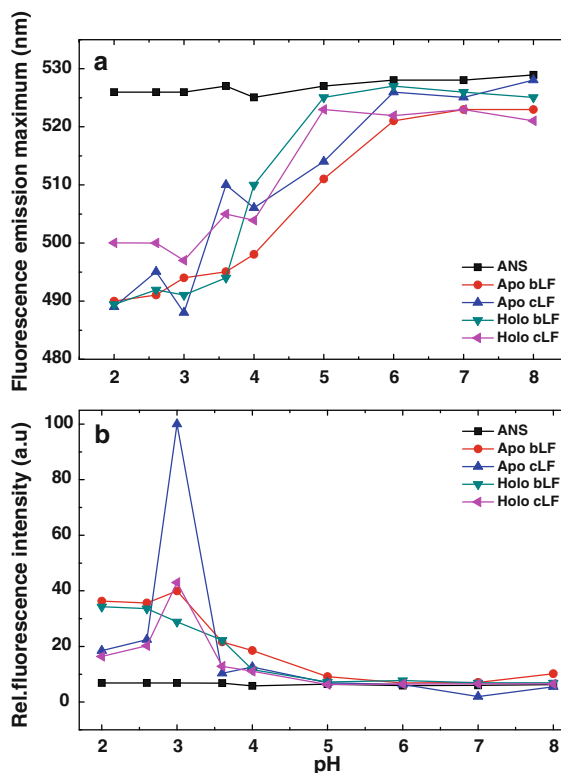 Fluorescence emission maximum (nm)
a
530
520
510
500
490
480
2 3 4 5 6 7 8
ANS
Apo bLF
Apo cLF
Holo bLF
Holo cLF
Rel.fluorescence intensity (a.u)
b
100
80
60
40
20
0
ANS
Apo bLF
Apo cLF
Holo bLF
Holo cLF
2 3 4 5 6 7 8
pH